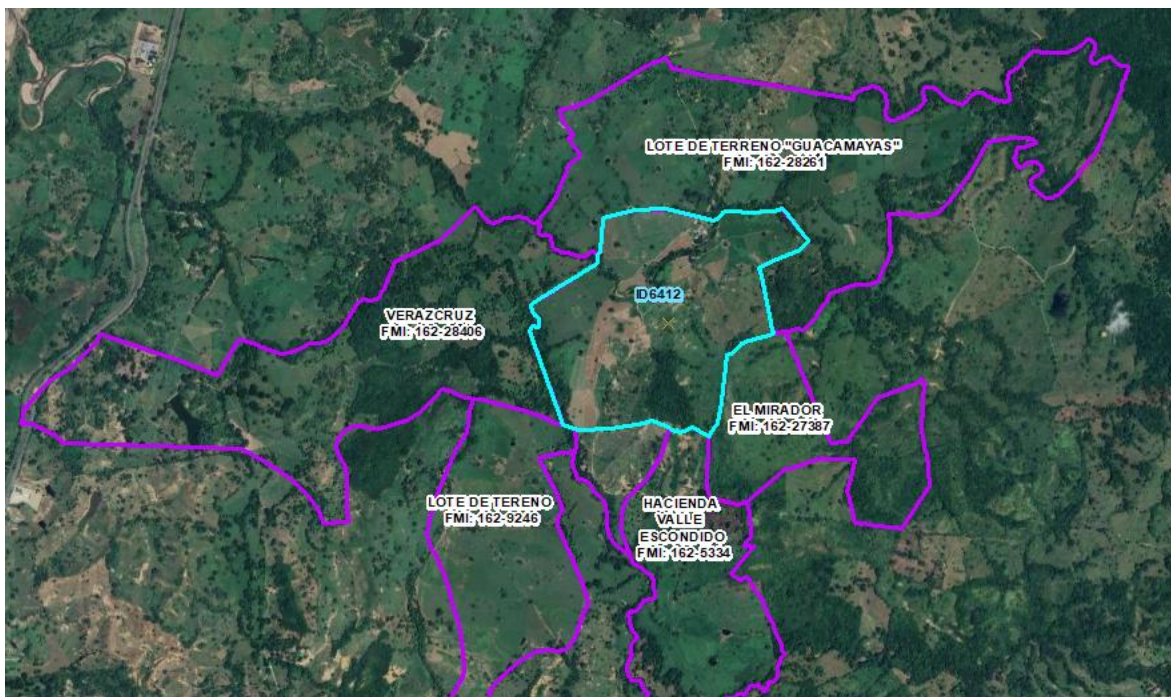 LOTE DE TERRENO "GUACAMAYAS"
FMI: 162-28261
ID6412
VERAZCRUZ
FMI: 162-28406
EL MIRADOR
FMI: 162-27387
LOTE DE TERENO
FMI: 162-9246
HACIENDA
VALLE
ESCONDIDO
FMI: 162-5334